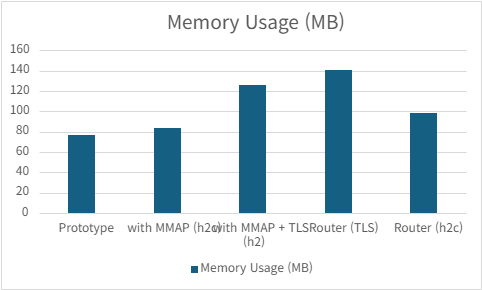 Memory Usage (MB)
160
140
120
100
80
60
40
20
0
Prototype
with MMAP (h2c)
with MMAP + TLS
(h2)
Router (TLS)
Router (h2c)
Memory Usage (MB)